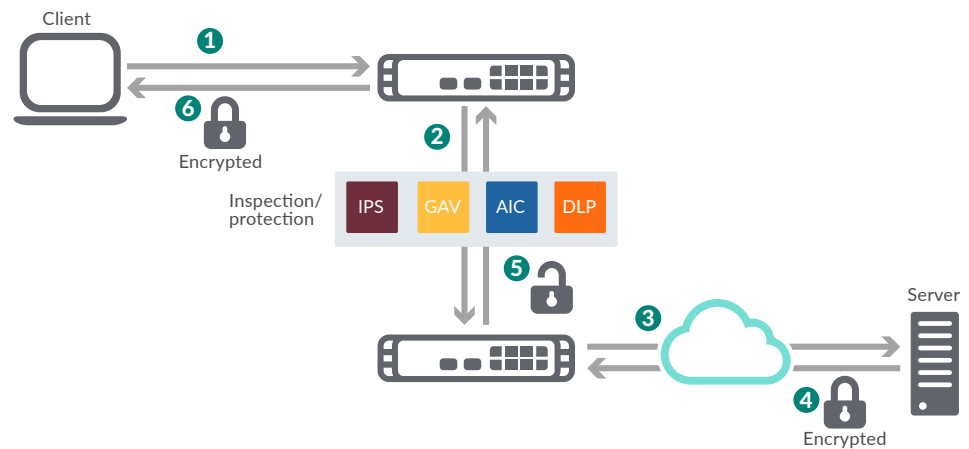 Client
1
6
Encrypted
2
Inspection/
protection
IPS
GAV
AIC
DLP
5
3
Server
4
Encrypted